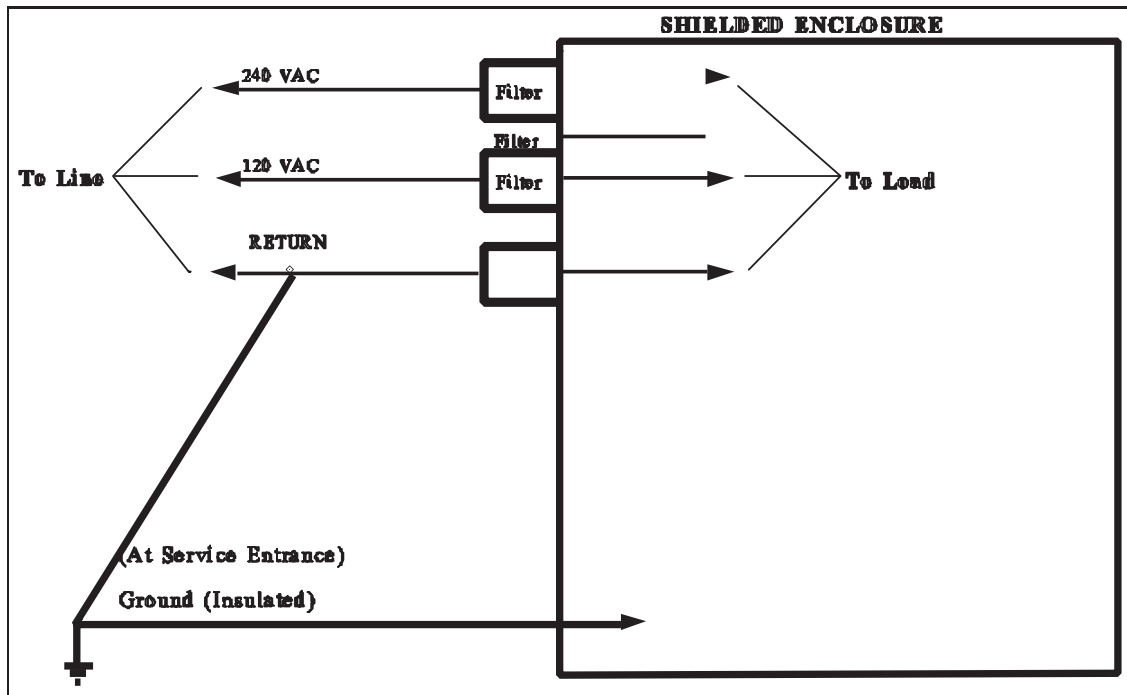 SHIELDED ENCLOSURE
240 VAC
Filter
Filter
120 VAC
Filter
To Line
To Load
RETURN
(At Service Entrance)
Ground (Insulated)